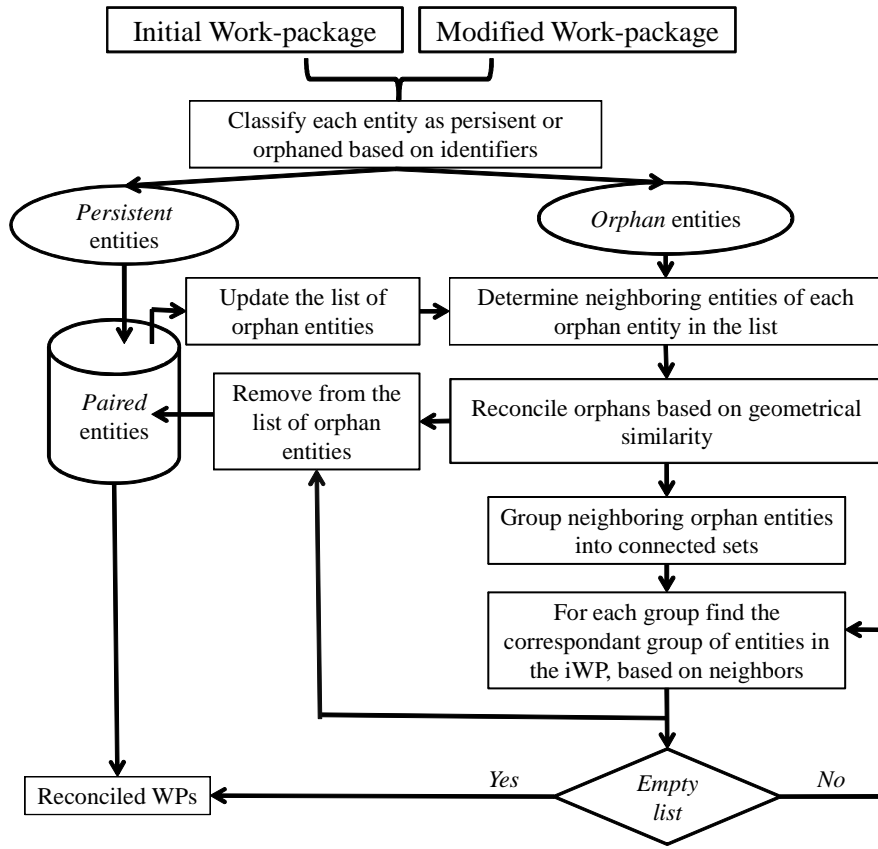 Initial Work-package
Modified Work-package
Classify each entity as persisent or
orphaned based on identifiers
Persistent
entities
Orphan entities
Update the list of
orphan entities
Determine neighboring entities of each
orphan entity in the list
Paired
entities
Remove from the
list of orphan
entities
Reconcile orphans based on geometrical
similarity
Group neighboring orphan entities
into connected sets
For each group find the
correspondant group of entities in
the iWP, based on neighbors
Reconciled WPs
Yes
Empty
list
No